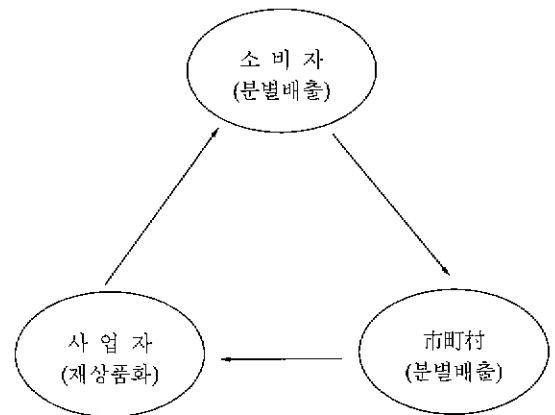 소 비 자
(분별배출)
사 업 자
(재상품화)
市町村
(분별배출)